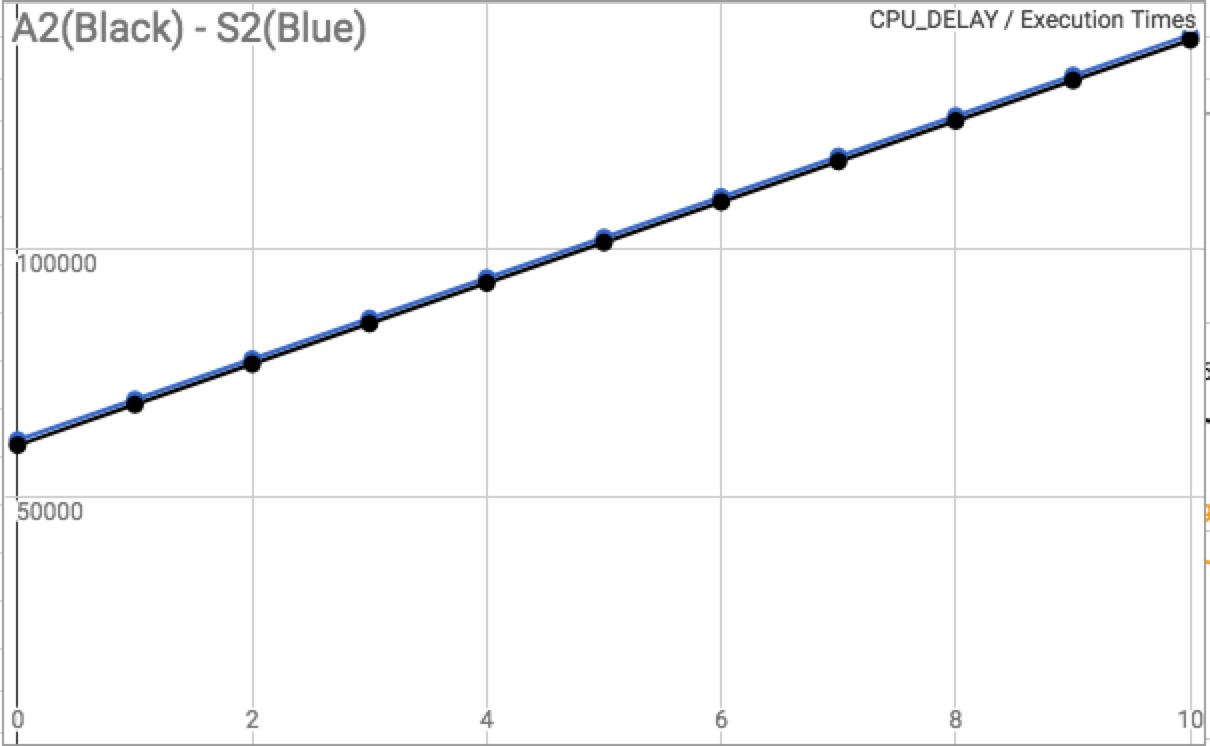 A2(Black) - S2(Blue)
CPU_DELAY / Execution Times
100000
50000
0 2 4 6 8 10